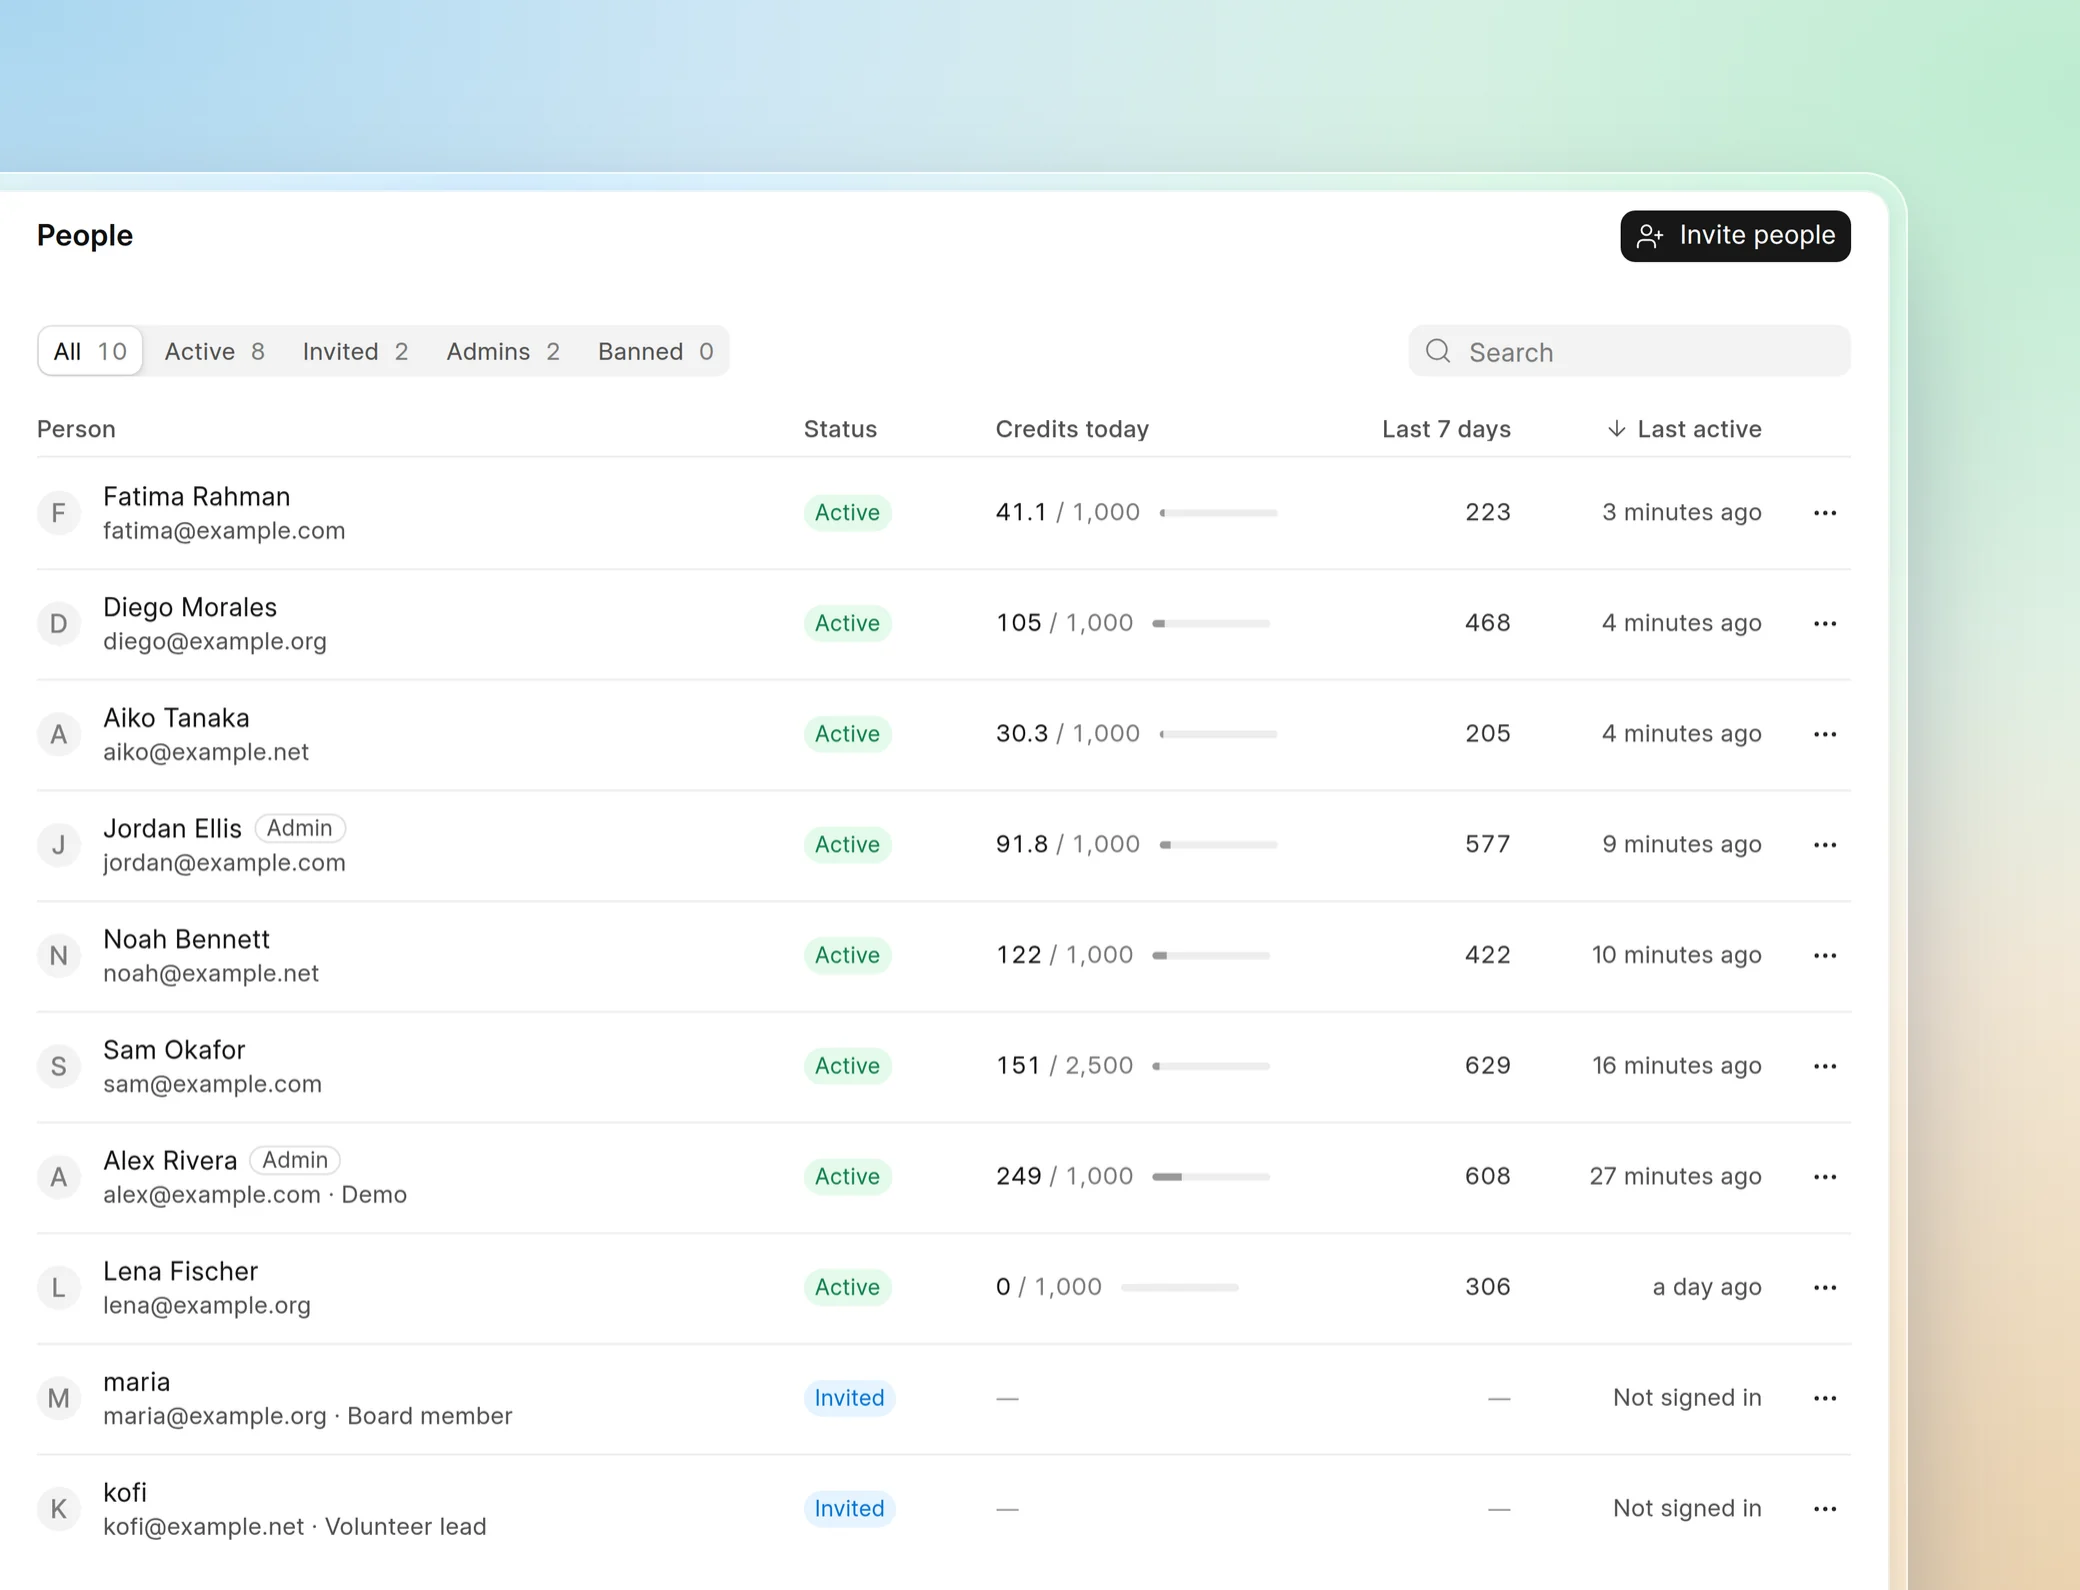 People
Invite people
All 10 Active 8 Invited 2 Admins 2 Banned 0
Search
Person Status Credits today Last 7 days ↓ Last active
F Fatima Rahman
fatima@example.com Active 41.1 / 1,000 223 3 minutes ago ···
D Diego Morales
diego@example.org Active 105 / 1,000 468 4 minutes ago ···
A Aiko Tanaka
aiko@example.net Active 30.3 / 1,000 205 4 minutes ago ···
J Jordan Ellis Admin
jordan@example.com Active 91.8 / 1,000 577 9 minutes ago ···
N Noah Bennett
noah@example.net Active 122 / 1,000 422 10 minutes ago ···
S Sam Okafor
sam@example.com Active 151 / 2,500 629 16 minutes ago ···
A Alex Rivera Admin
alex@example.com · Demo Active 249 / 1,000 608 27 minutes ago ···
L Lena Fischer
lena@example.org Active 0 / 1,000 306 a day ago ···
M maria
maria@example.org · Board member Invited — — Not signed in ···
K kofi
kofi@example.net · Volunteer lead Invited — — Not signed in ···